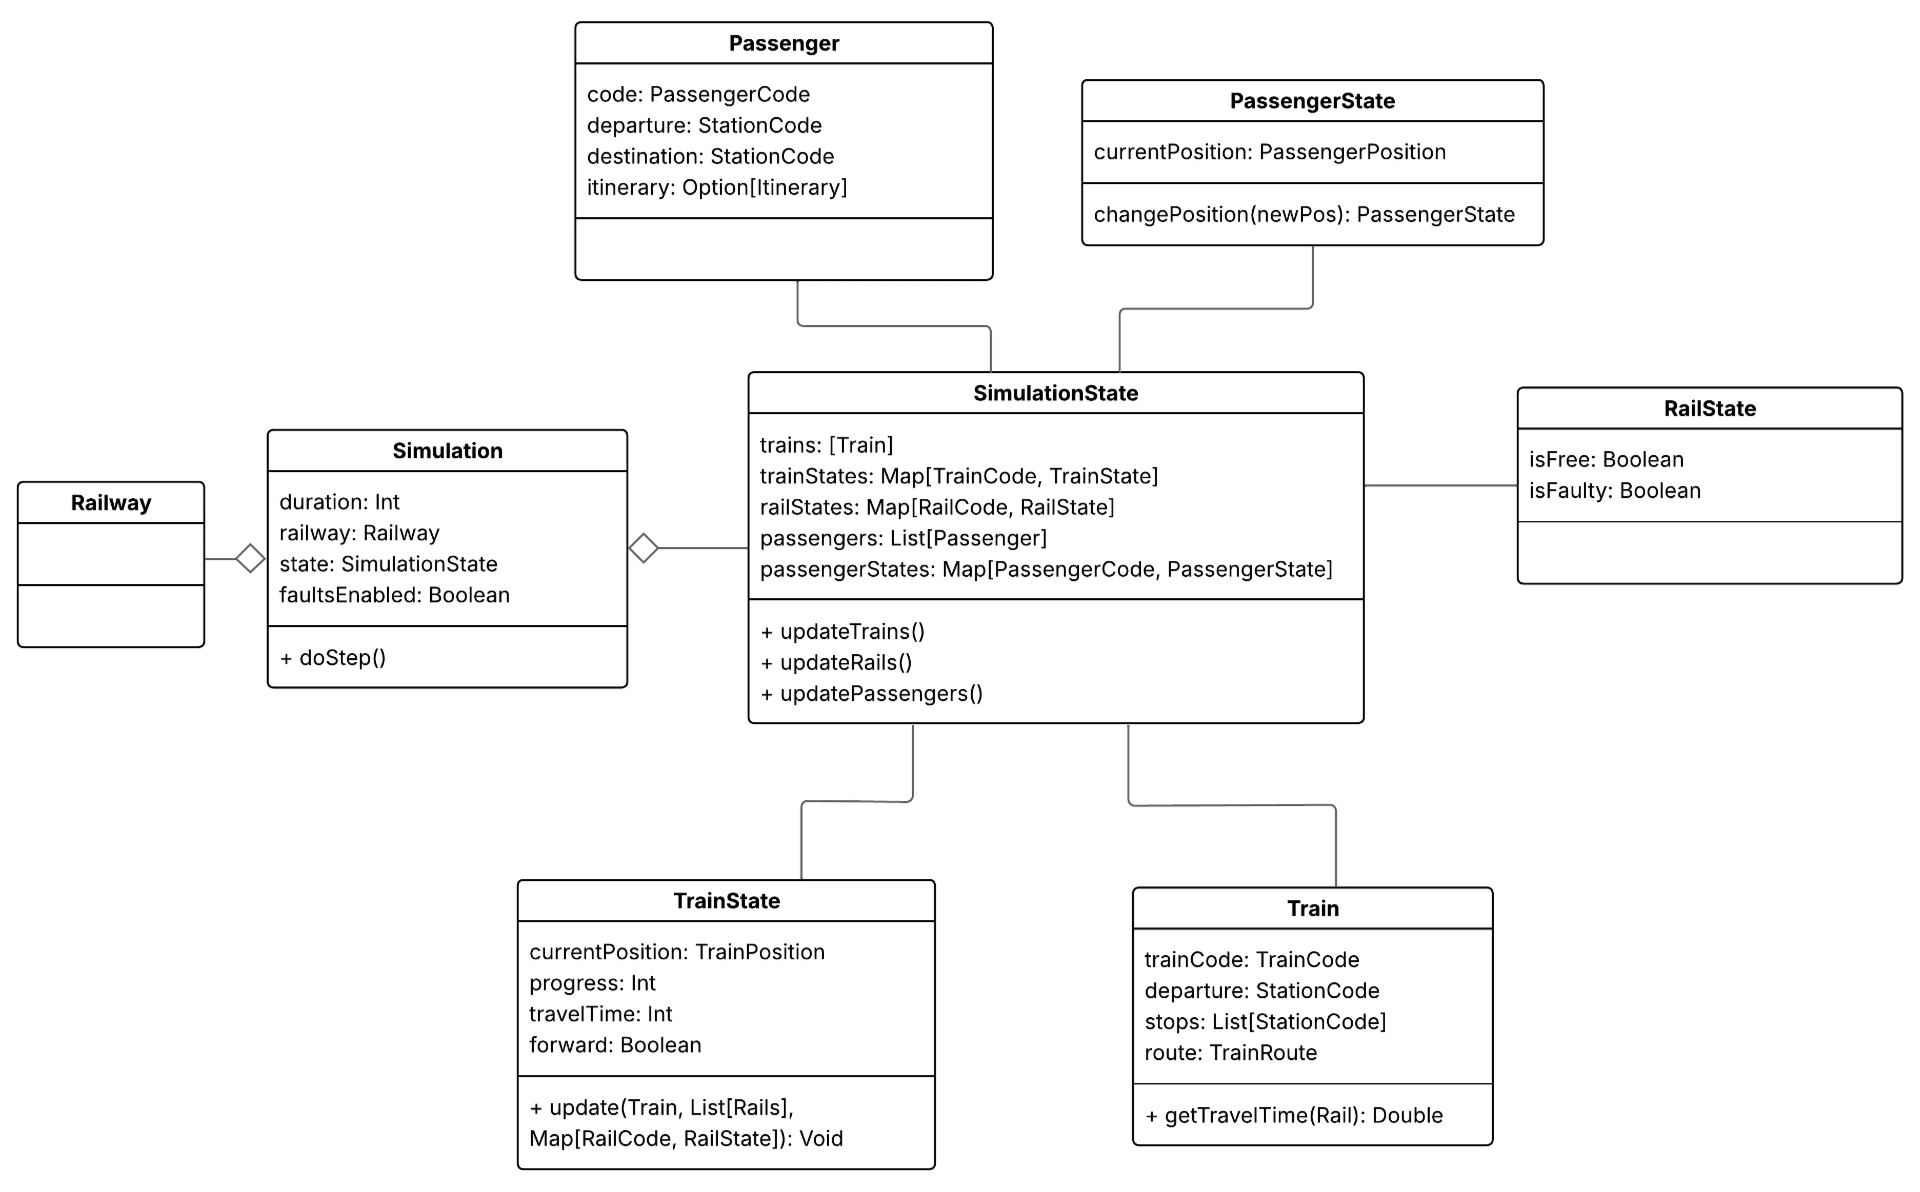 Passenger
code: PassengerCode
departure: StationCode
destination: StationCode
itinerary: Option[Itinerary]
PassengerState
currentPosition: PassengerPosition
changePosition(newPos): PassengerState
Railway
Simulation
duration: Int
railway: Railway
state: SimulationState
faultsEnabled: Boolean
+ doStep()
SimulationState
trains: [Train]
trainStates: Map[TrainCode, TrainState]
railStates: Map[RailCode, RailState]
passengers: List[Passenger]
passengerStates: Map[PassengerCode, PassengerState]
+ updateTrains()
+ updateRails()
+ updatePassengers()
RailState
isFree: Boolean
isFaulty: Boolean
TrainState
currentPosition: TrainPosition
progress: Int
travelTime: Int
forward: Boolean
+ update(Train, List[Rails],
Map[RailCode, RailState]): Void
Train
trainCode: TrainCode
departure: StationCode
stops: List[StationCode]
route: TrainRoute
+ getTravelTime(Rail): Double